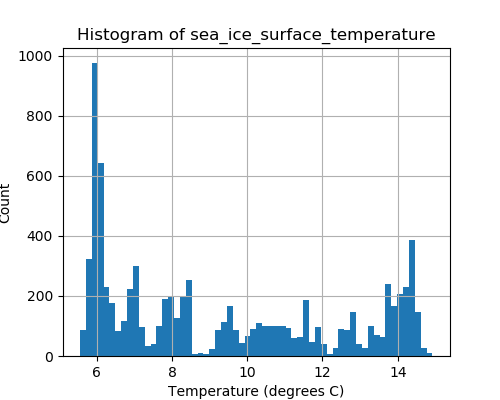 Histogram of sea_ice_surface_temperature
1000
800
600
400
200
0
Count
6 8 10 12 14
Temperature (degrees C)